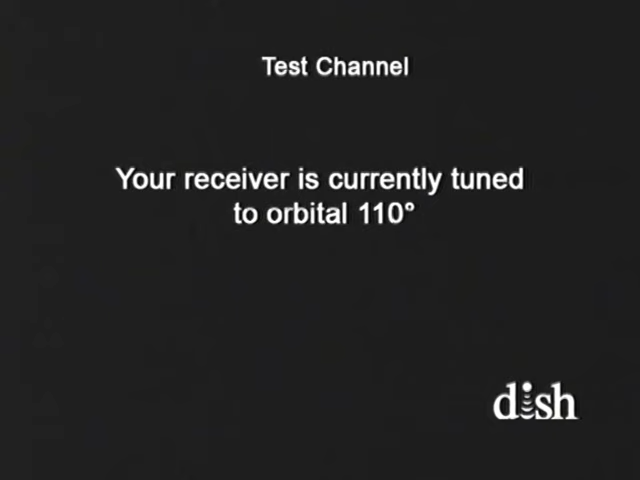 Test Channel
Your receiver is currently tuned
to orbital 110°
dish